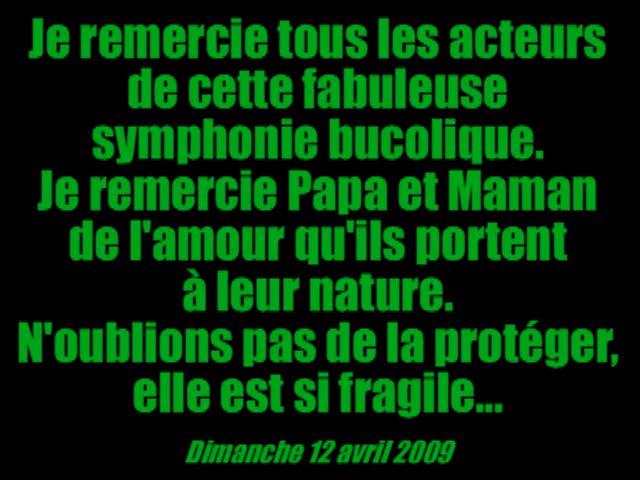 Je remercie tous les acteurs
de cette fabuleuse
symphonie bucolique.
Je remercie Papa et Maman
de l'amour qu'ils portent
à leur nature.
N'oublions pas de la protéger,
elle est si fragile...
Dimanche 12 avril 2009